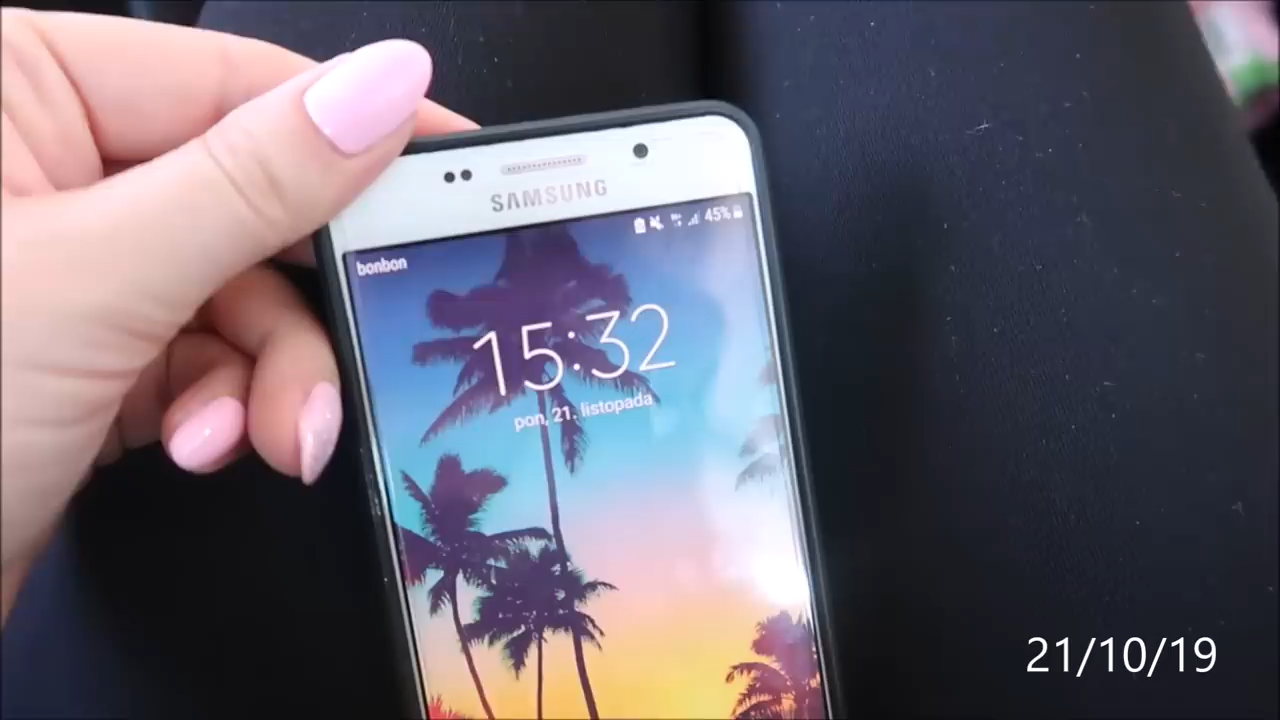 SAMSUNG
45%
bonbon
15:32
pon, 21. listopada
21/10/19